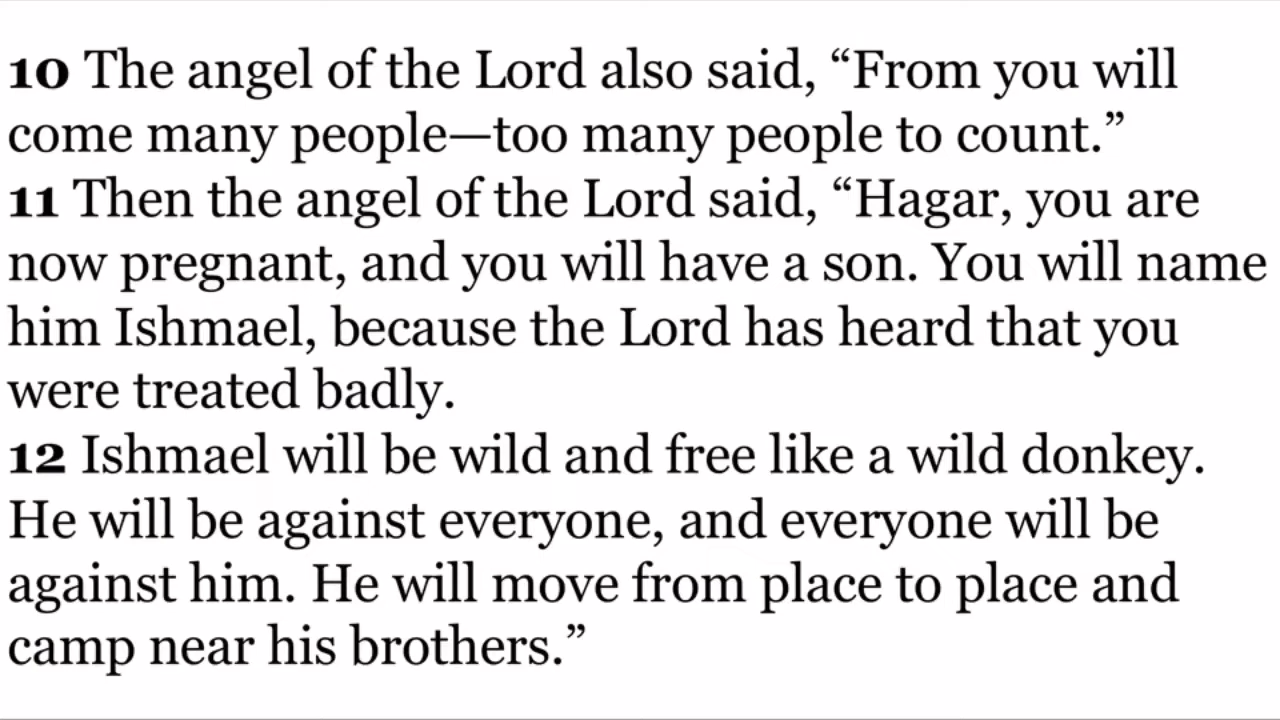 10 The angel of the Lord also said, “From you will
come many people—too many people to count.”
11 Then the angel of the Lord said, “Hagar, you are
now pregnant, and you will have a son. You will name
him Ishmael, because the Lord has heard that you
were treated badly.
12 Ishmael will be wild and free like a wild donkey.
He will be against everyone, and everyone will be
against him. He will move from place to place and
camp near his brothers.”